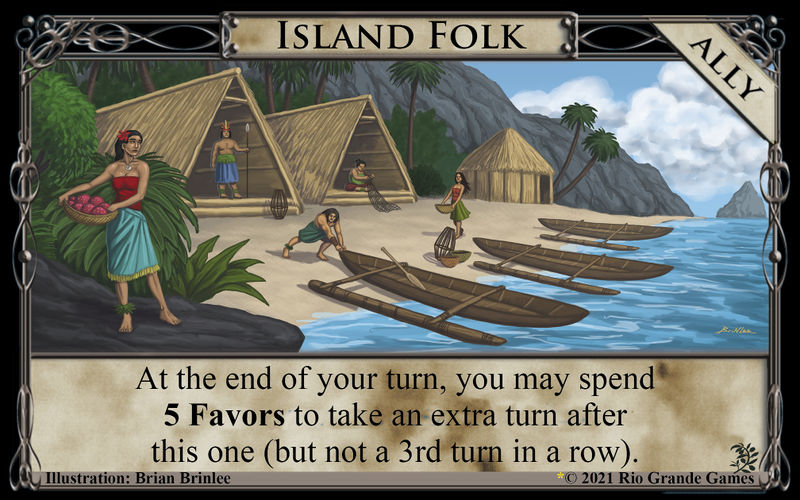 ISLAND FOLK
ALLY
At the end of your turn, you may spend
5 Favors to take an extra turn after
this one (but not a 3rd turn in a row).
Illustration: Brian Brinlee
*© 2021 Rio Grande Games